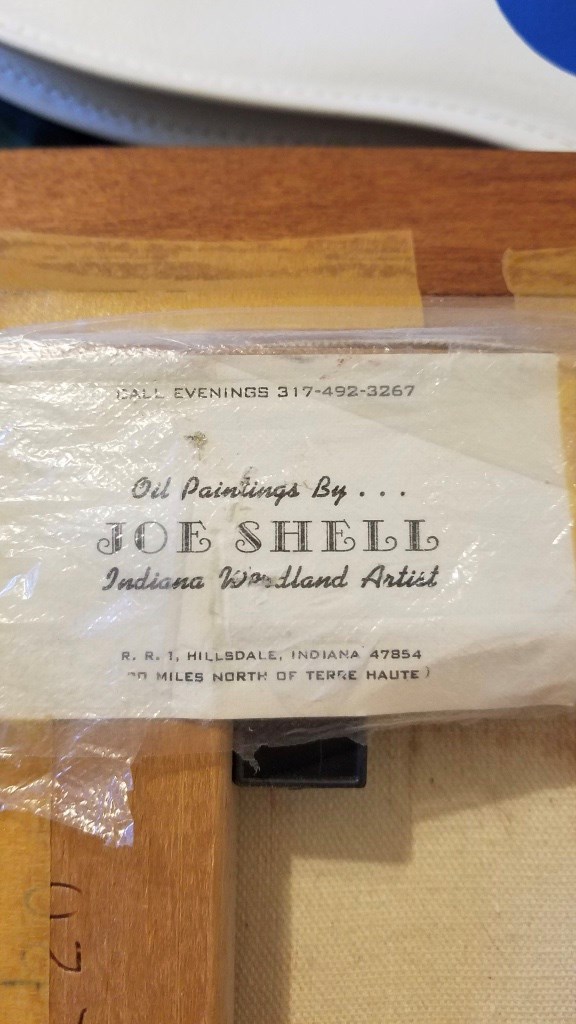 CALL EVENINGS 317-492-3267
Oil Paintings By . . .
JOE SHELL
Indiana Woodland Artist
R. R. 1, HILLSDALE, INDIANA 47854
MILES NORTH OF TERRE HAUTE)
07